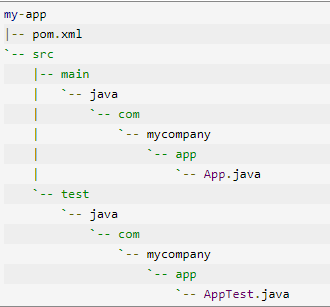 my-app
|-- pom.xml
`-- src
    |-- main
    |   `-- java
    |       `-- com
    |           `-- mycompany
    |               `-- app
    |                   `-- App.java
    `-- test
        `-- java
            `-- com
                `-- mycompany
                    `-- app
                        `-- AppTest.java